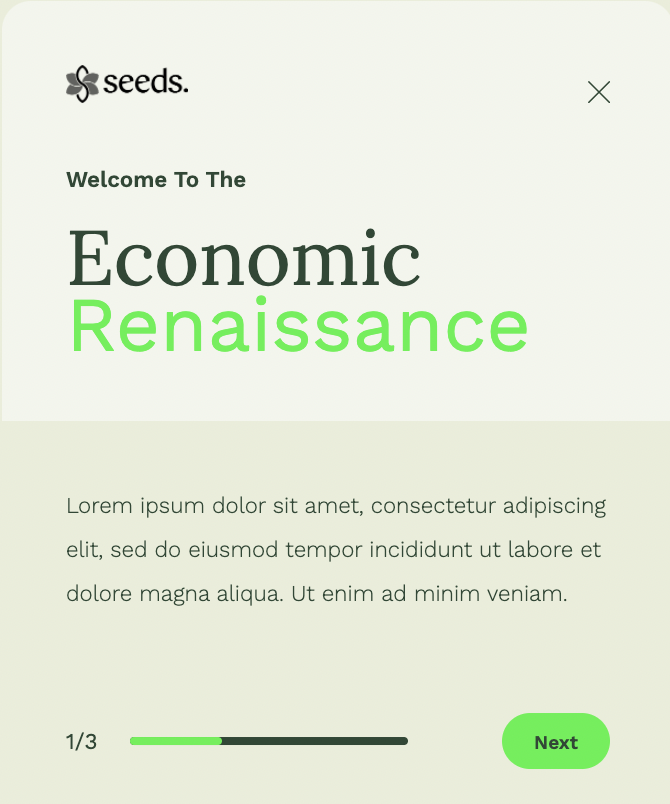 seeds.
Welcome To The
Economic
Renaissance
Lorem ipsum dolor sit amet, consectetur adipiscing
elit, sed do eiusmod tempor incididunt ut labore et
dolore magna aliqua. Ut enim ad minim veniam.
1/3
Next